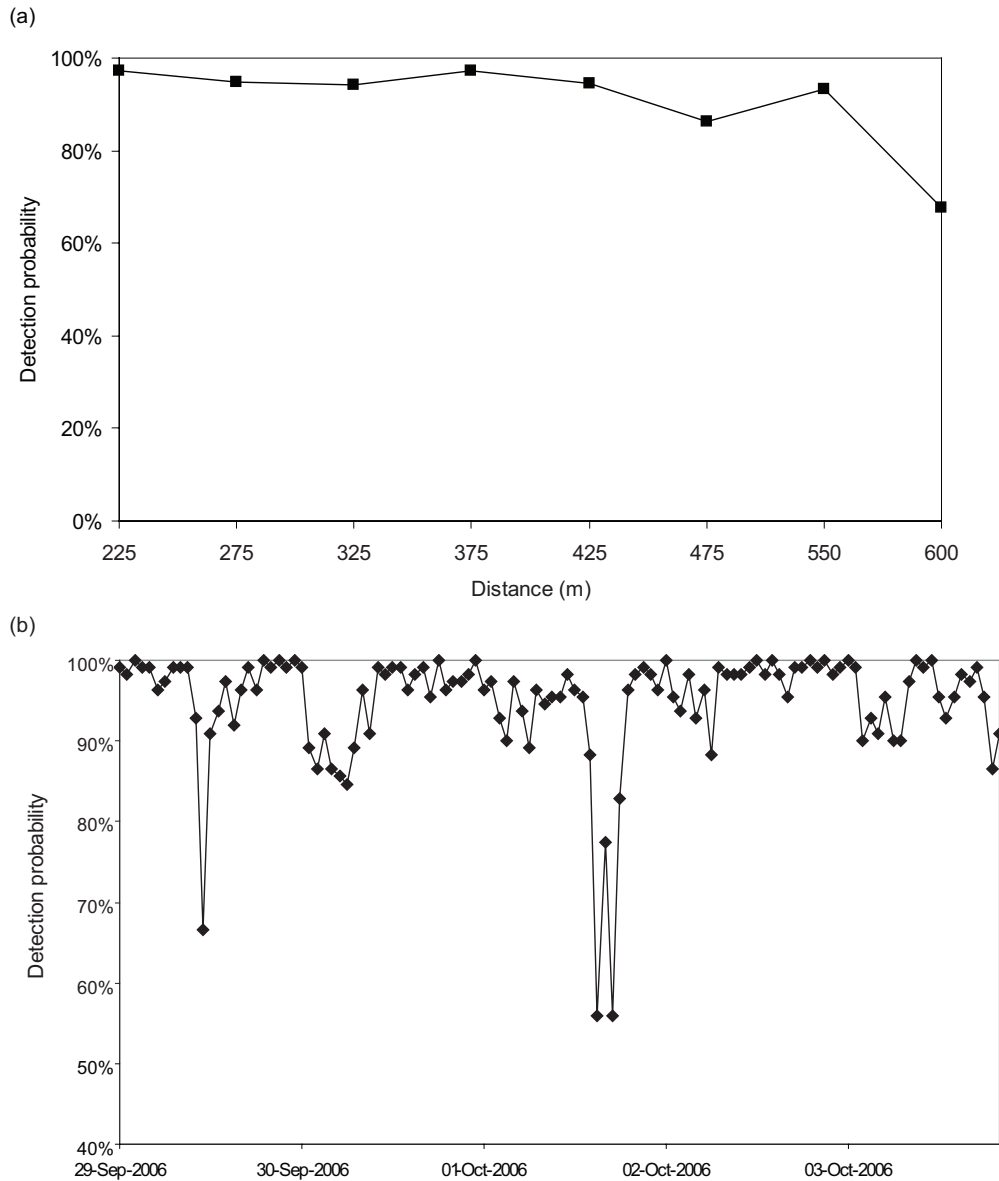 (a)
100%
80%
60%
40%
20%
0%
Detection probability
225 275 325 375 425 475 550 600
Distance (m)
(b)
100%
90%
80%
70%
60%
50%
40%
Detection probability
29-Sep-2006 30-Sep-2006 01-Oct-2006 02-Oct-2006 03-Oct-2006